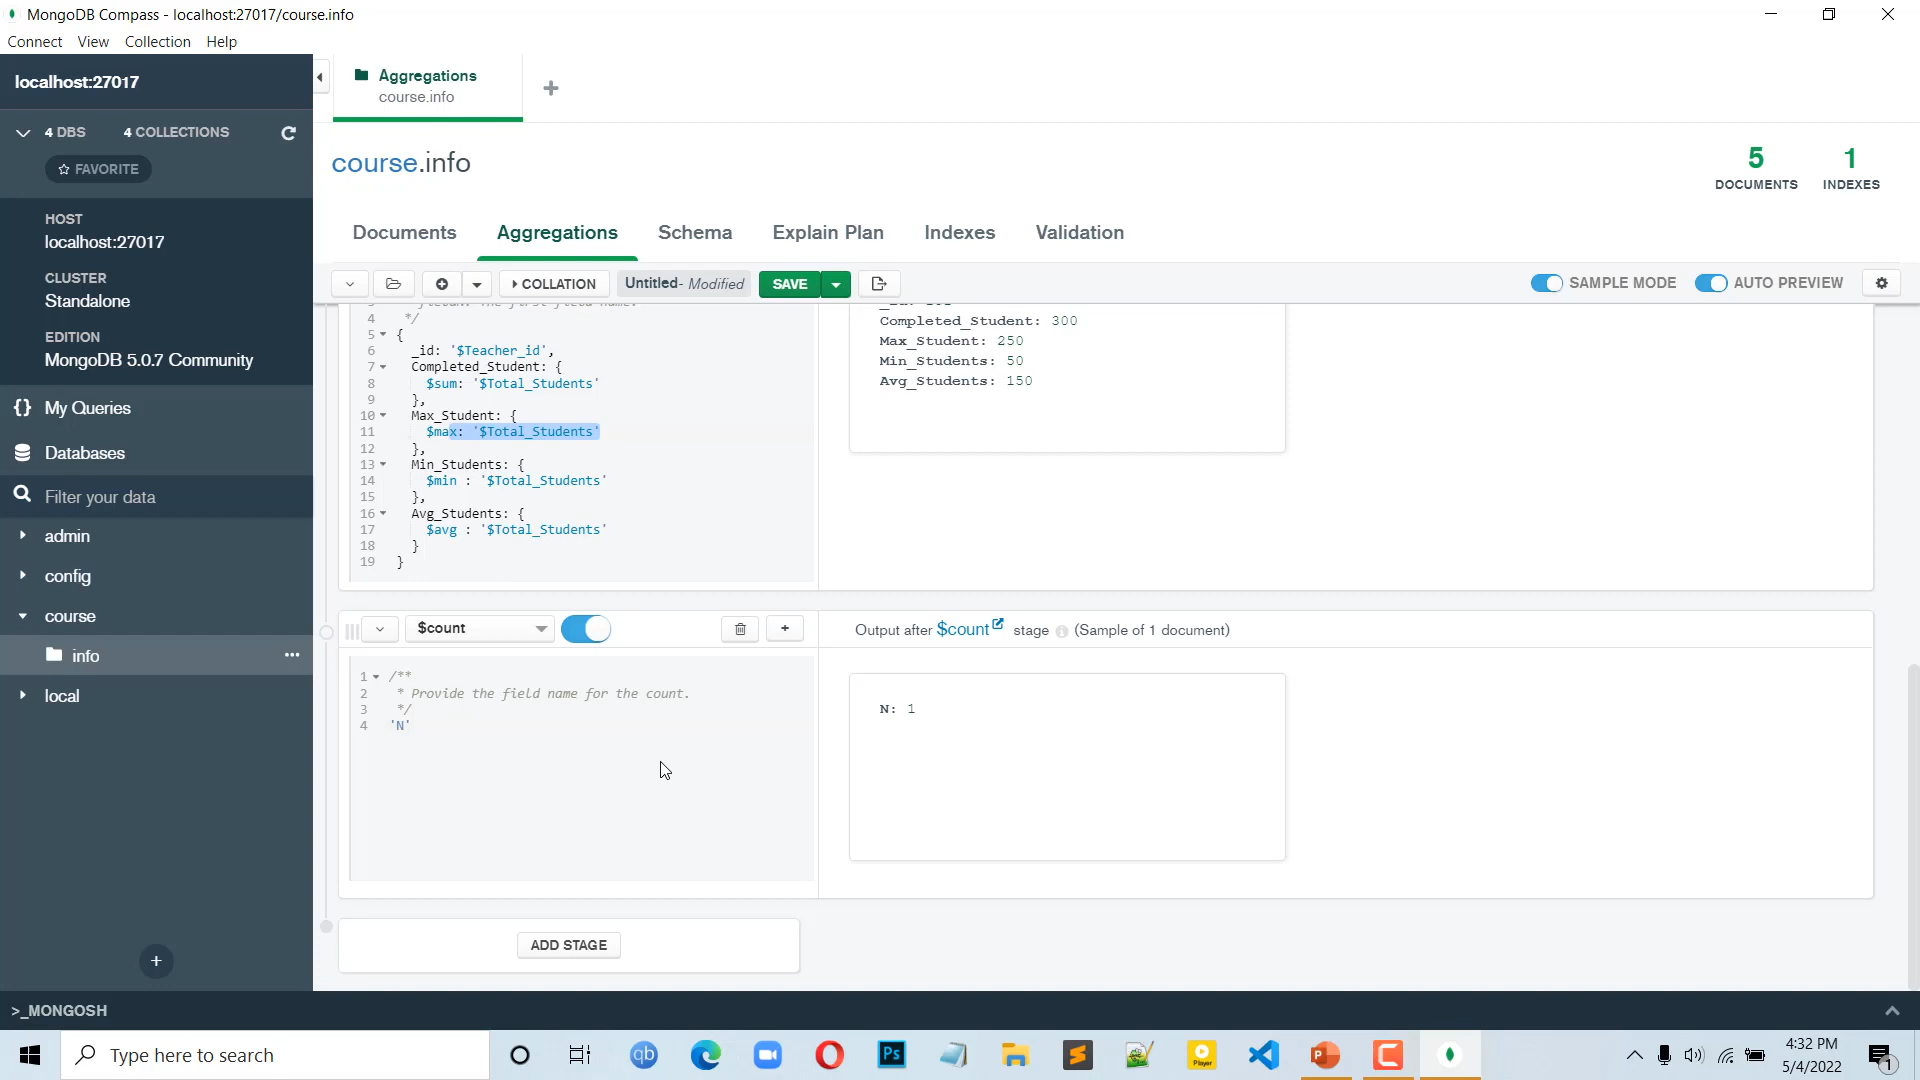 MongoDB Compass - localhost:27017/course.info
Connect View Collection Help
localhost:27017
4 DBS 4 COLLECTIONS
FAVORITE
HOST
localhost:27017
CLUSTER
Standalone
EDITION
MongoDB 5.0.7 Community
{} My Queries
Databases
Filter your data
admin
config
course
info
local
+
Aggregations
course.info
course.info
5
DOCUMENTS
1
INDEXES
Documents Aggregations Schema Explain Plan Indexes Validation
COLLATION Untitled- Modified SAVE SAMPLE MODE AUTO PREVIEW
4 */
5 {
6 _id: '$Teacher_id',
7 Completed_Student: {
8 $sum: '$Total_Students'
9 },
10 Max_Student: {
11 $max: '$Total_Students'
12 },
13 Min_Students: {
14 $min : '$Total_Students'
15 },
16 Avg_Students: {
17 $avg : '$Total_Students'
18 }
19 }
Completed_Student: 300
Max_Student: 250
Min_Students: 50
Avg_Students: 150
$count
Output after $count stage (Sample of 1 document)
1 /**
2 * Provide the field name for the count.
3 */
4 'N'
N: 1
ADD STAGE
>_MONGOSH
Type here to search
qb
Ps
Player
4:32 PM
5/4/2022
1